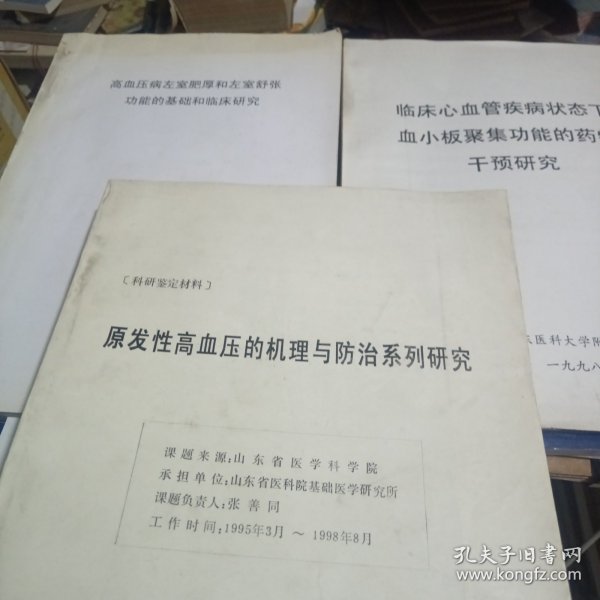 高血压病左室肥厚和左室舒张
功能的基础和临床研究
临床心血管疾病状态下
血小板聚集功能的药
干预研究
医科大学附
一九九八
〔科研鉴定材料〕
原发性高血压的机理与防治系列研究
课题来源:山东省医学科学院
承担单位:山东省医科院基础医学研究所
课题负责人:张善同
工作时间:1995年3月 ~ 1998年8月
孔夫子旧书网
www.kongfz.com